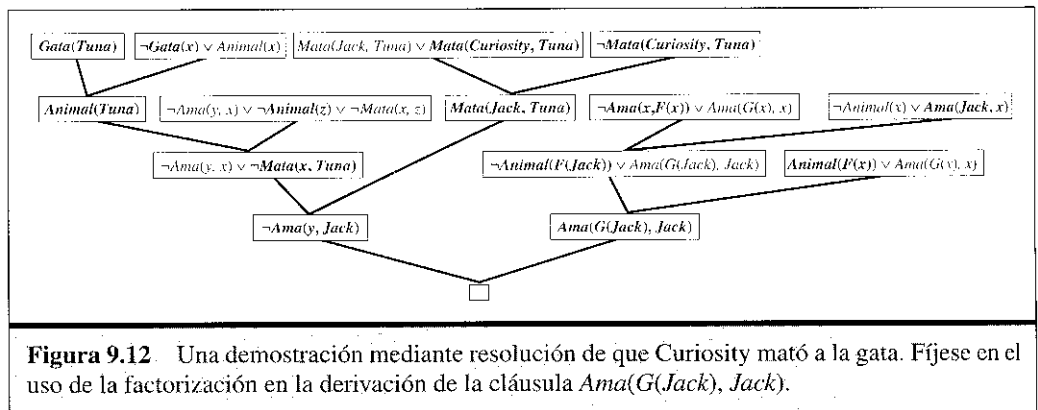 Gata(Tuna) ¬Gata(x) ∨ Animal(x) Mata(Jack, Tuna) ∨ Mata(Curiosity, Tuna) ¬Mata(Curiosity, Tuna)
Animal(Tuna) ¬Ama(y, x) ∨ ¬Animal(z) ∨ ¬Mata(x, z) Mata(Jack, Tuna) ¬Ama(x,F(x)) ∨ Ama(G(x), x) ¬Animal(x) ∨ Ama(Jack, x)
¬Ama(y, x) ∨ ¬Mata(x, Tuna) ¬Animal(F(Jack)) ∨ Ama(G(Jack), Jack) Animal(F(x)) ∨ Ama(G(x), x)
¬Ama(y, Jack) Ama(G(Jack), Jack)
Figura 9.12 Una demostración mediante resolución de que Curiosity mató a la gata. Fíjese en el
uso de la factorización en la derivación de la cláusula Ama(G(Jack), Jack).